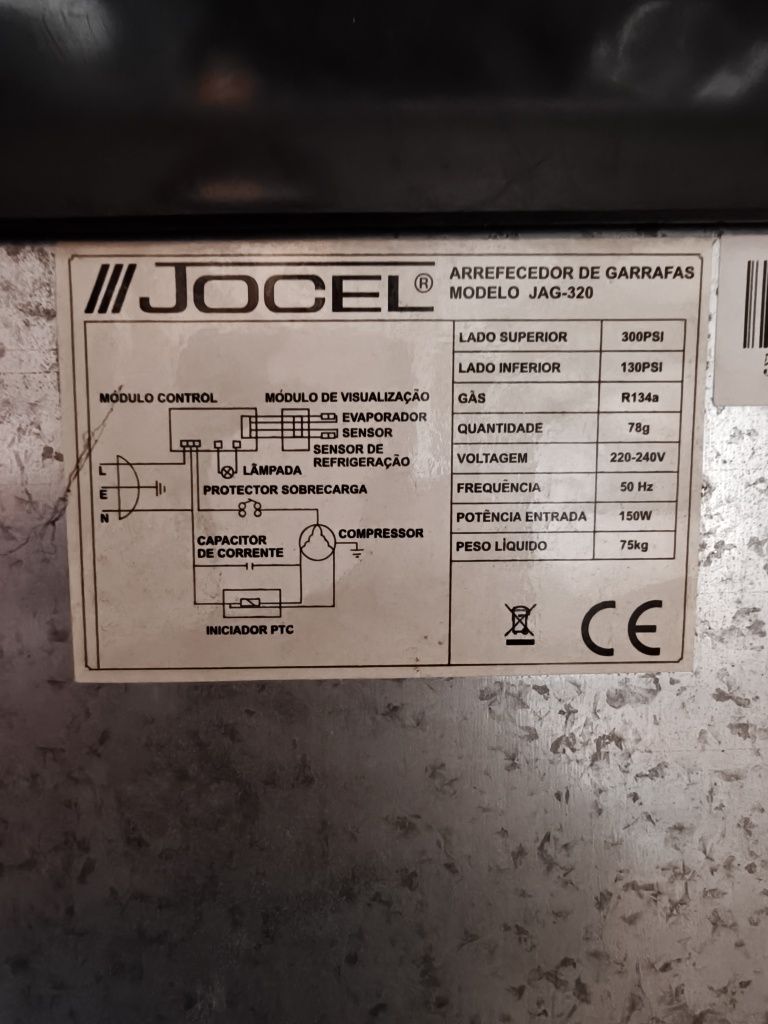 JOCEL®
ARREFECEDOR DE GARRAFAS
MODELO JAG-320
LADO SUPERIOR 300PSI
LADO INFERIOR 130PSI
GÀS R134a
QUANTIDADE 78g
VOLTAGEM 220-240V
FREQUÊNCIA 50 Hz
POTÊNCIA ENTRADA 150W
PESO LÌQUIDO 75kg
MÓDULO CONTROL
MÓDULO DE VISUALIZAÇÃO
EVAPORADOR
SENSOR
SENSOR DE
REFRIGERAÇÃO
L
E
N
LÂMPADA
PROTECTOR SOBRECARGA
CAPACITOR
DE CORRENTE
COMPRESSOR
INICIADOR PTC
CE